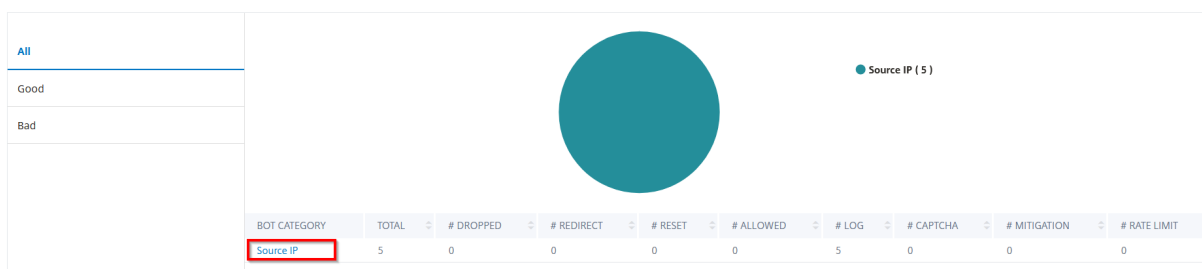 All
Good
Bad
Source IP ( 5 )
BOT CATEGORY TOTAL # DROPPED # REDIRECT # RESET # ALLOWED # LOG # CAPTCHA # MITIGATION # RATE LIMIT
Source IP 5 0 0 0 0 5 0 0 0